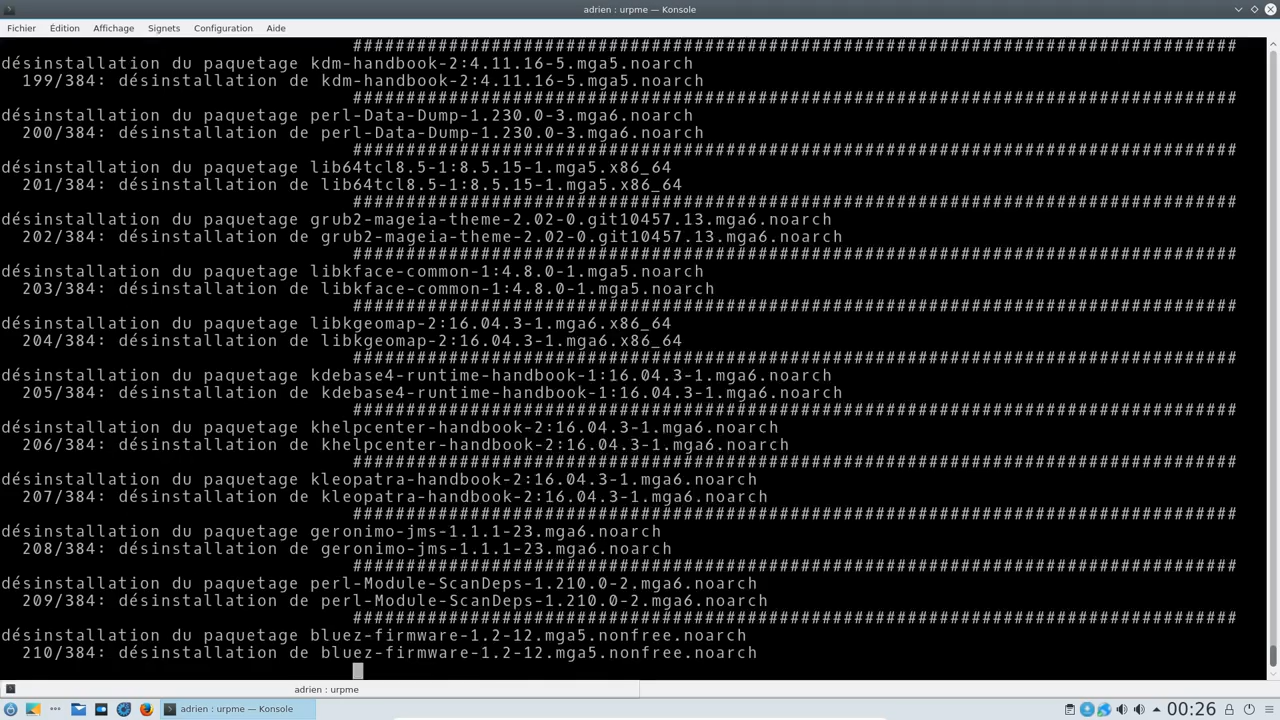 adrien : urpme — Konsole
Fichier Édition Affichage Signets Configuration Aide
###################################################################################
désinstallation du paquetage kdm-handbook-2:4.11.16-5.mga5.noarch
199/384: désinstallation de kdm-handbook-2:4.11.16-5.mga5.noarch
###################################################################################
désinstallation du paquetage perl-Data-Dump-1.230.0-3.mga6.noarch
200/384: désinstallation de perl-Data-Dump-1.230.0-3.mga6.noarch
###################################################################################
désinstallation du paquetage lib64tcl8.5-1:8.5.15-1.mga5.x86_64
201/384: désinstallation de lib64tcl8.5-1:8.5.15-1.mga5.x86_64
###################################################################################
désinstallation du paquetage grub2-mageia-theme-2.02-0.git10457.13.mga6.noarch
202/384: désinstallation de grub2-mageia-theme-2.02-0.git10457.13.mga6.noarch
###################################################################################
désinstallation du paquetage libkface-common-1:4.8.0-1.mga5.noarch
203/384: désinstallation de libkface-common-1:4.8.0-1.mga5.noarch
###################################################################################
désinstallation du paquetage libkgeomap-2:16.04.3-1.mga6.x86_64
204/384: désinstallation de libkgeomap-2:16.04.3-1.mga6.x86_64
###################################################################################
désinstallation du paquetage kdebase4-runtime-handbook-1:16.04.3-1.mga6.noarch
205/384: désinstallation de kdebase4-runtime-handbook-1:16.04.3-1.mga6.noarch
###################################################################################
désinstallation du paquetage khelpcenter-handbook-2:16.04.3-1.mga6.noarch
206/384: désinstallation de khelpcenter-handbook-2:16.04.3-1.mga6.noarch
###################################################################################
désinstallation du paquetage kleopatra-handbook-2:16.04.3-1.mga6.noarch
207/384: désinstallation de kleopatra-handbook-2:16.04.3-1.mga6.noarch
###################################################################################
désinstallation du paquetage geronimo-jms-1.1.1-23.mga6.noarch
208/384: désinstallation de geronimo-jms-1.1.1-23.mga6.noarch
###################################################################################
désinstallation du paquetage perl-Module-ScanDeps-1.210.0-2.mga6.noarch
209/384: désinstallation de perl-Module-ScanDeps-1.210.0-2.mga6.noarch
###################################################################################
désinstallation du paquetage bluez-firmware-1.2-12.mga5.nonfree.noarch
210/384: désinstallation de bluez-firmware-1.2-12.mga5.nonfree.noarch
adrien : urpme
adrien : urpme — Konsole
00:26